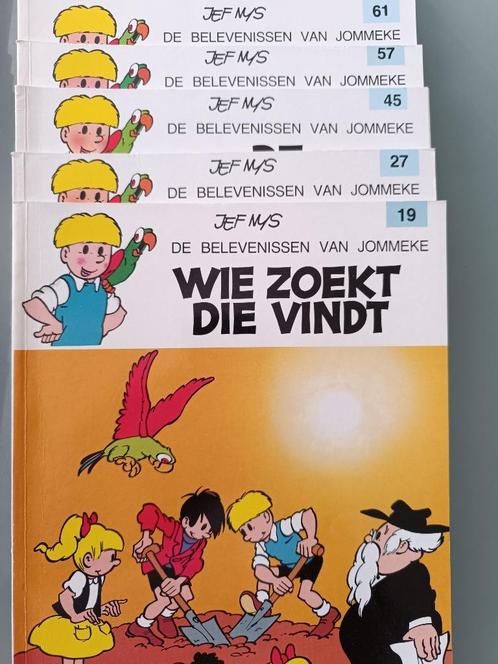 JEF NYS 61
DE BELEVENISSEN VAN JOMMEKE
JEF NYS 57
DE BELEVENISSEN VAN JOMMEKE
JEF NYS 45
DE BELEVENISSEN VAN JOMMEKE
JEF NYS 27
DE BELEVENISSEN VAN JOMMEKE
JEF NYS 19
DE BELEVENISSEN VAN JOMMEKE
WIE ZOEKT
DIE VINDT